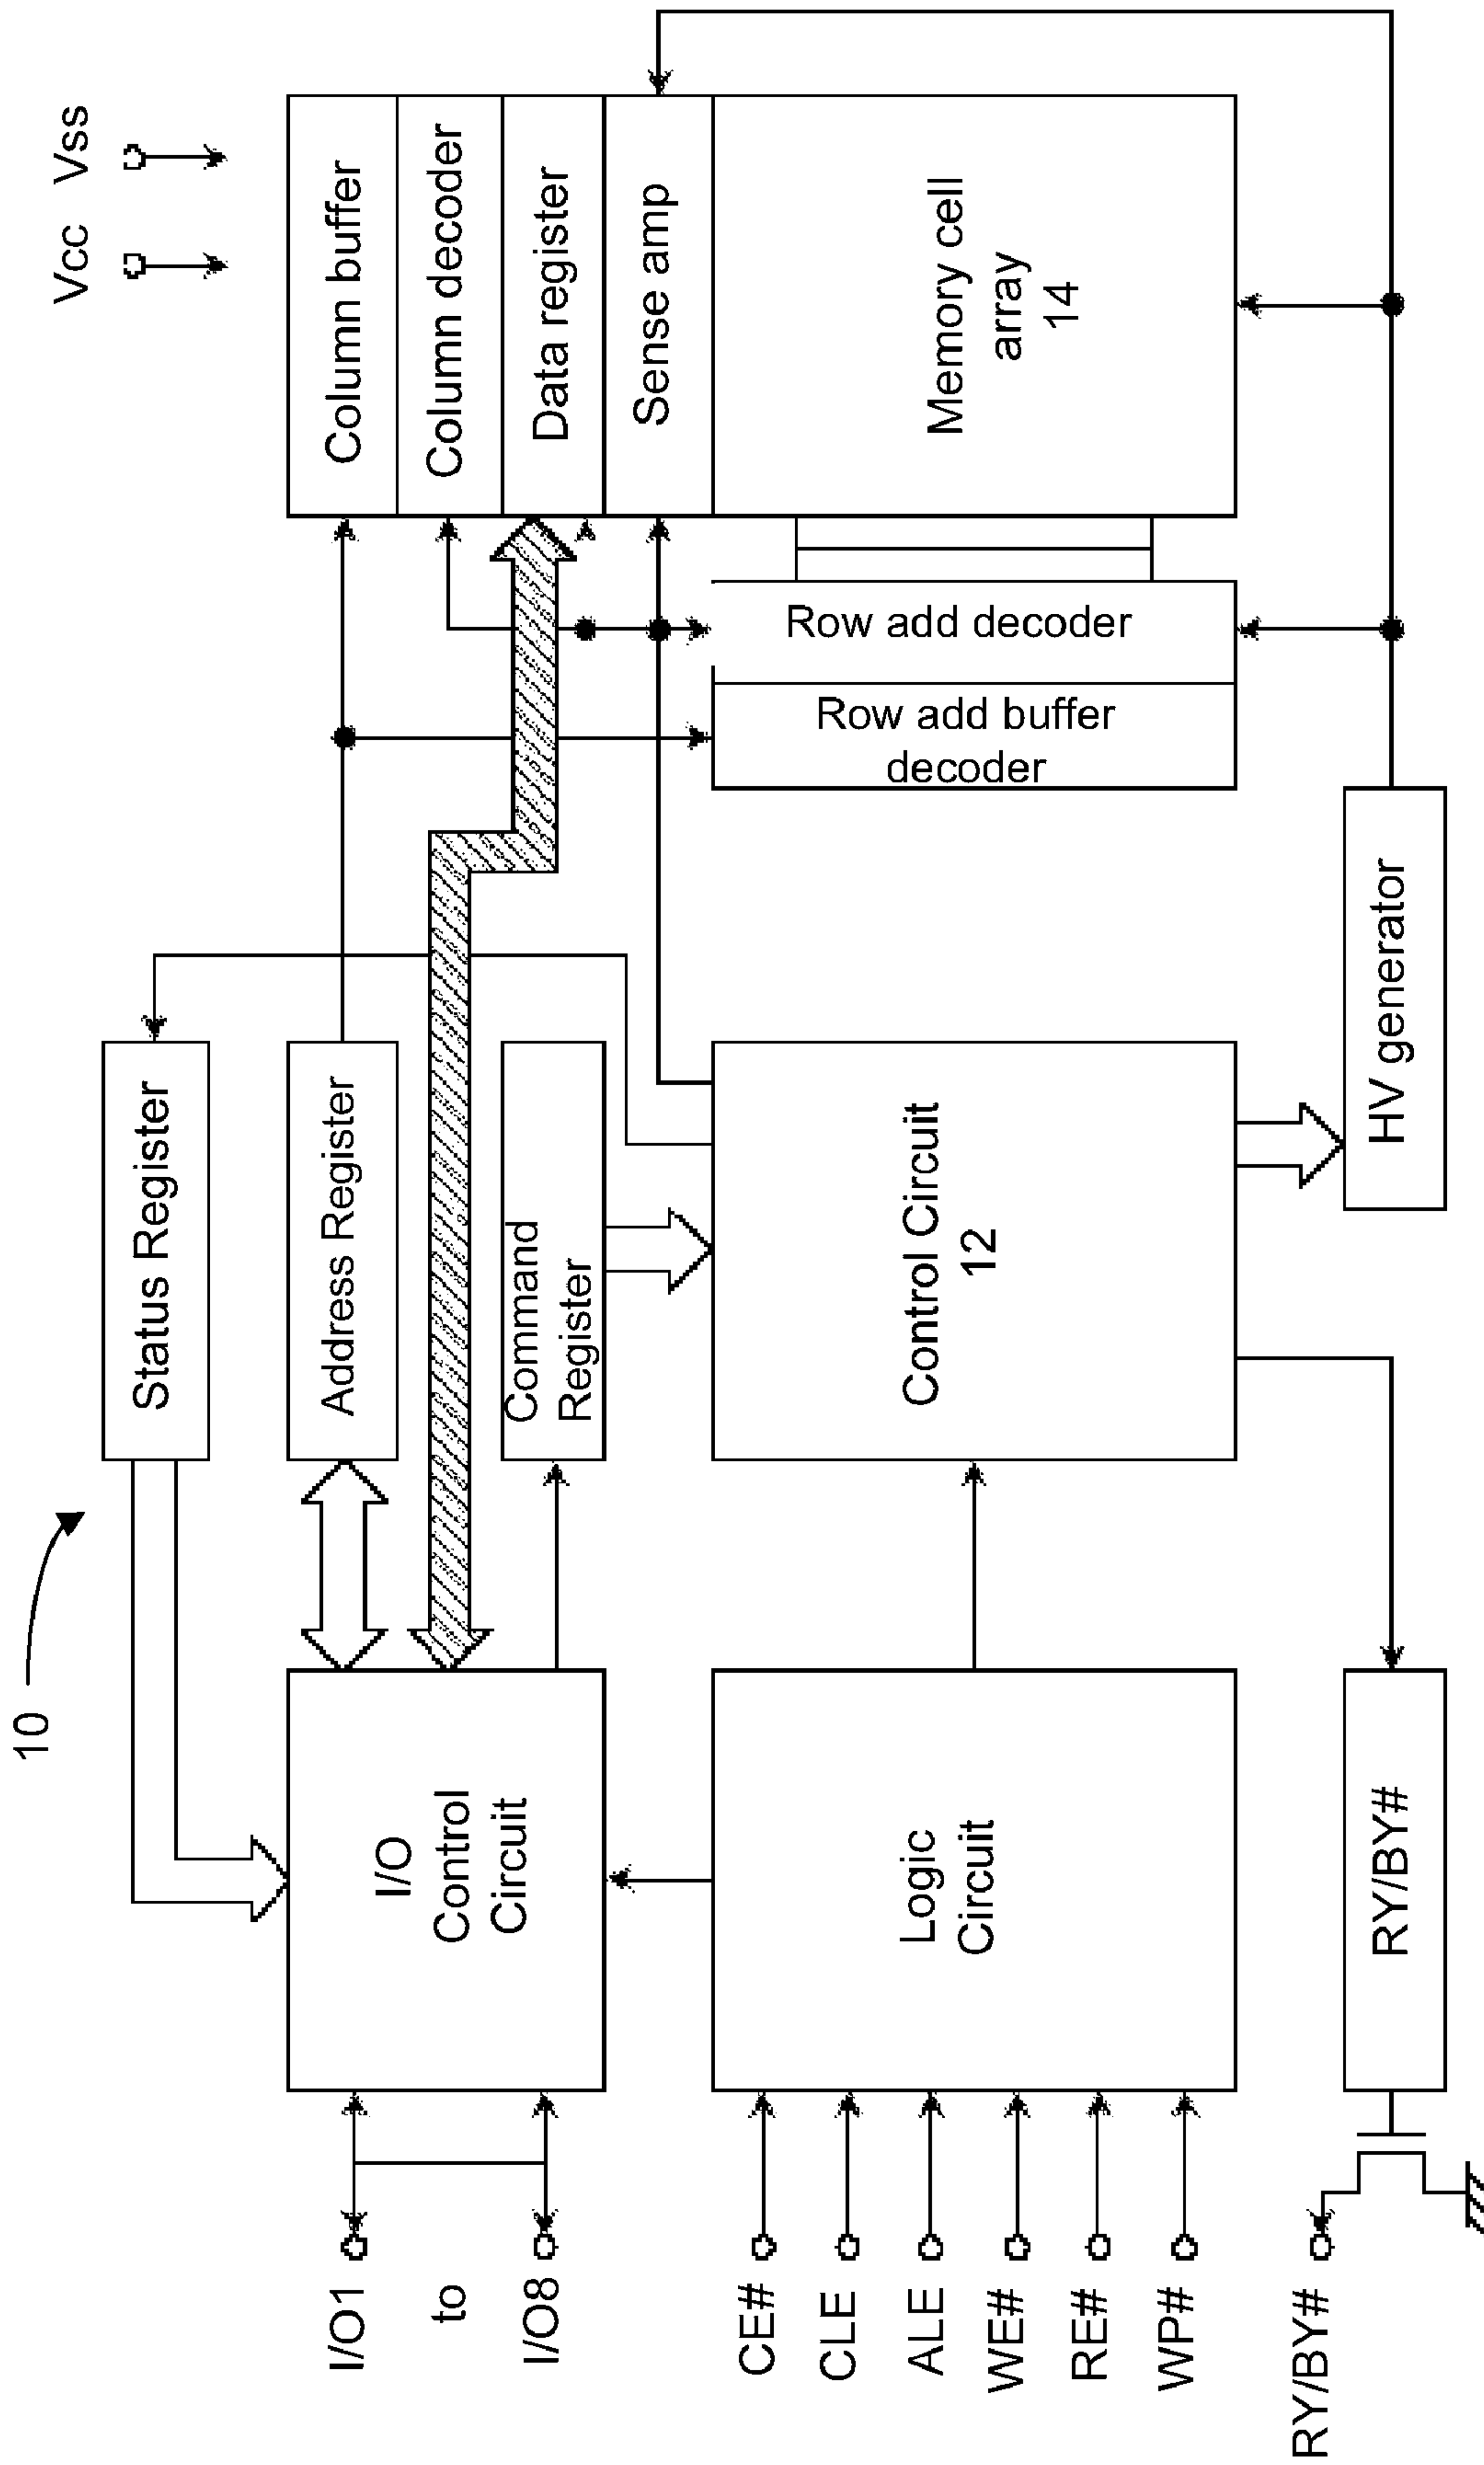 10
Vcc
Vss
Status Register
Column buffer
Address Register
Column decoder
I/O1
to
I/O8
I/O
Control
Circuit
Command
Register
Data register
Sense amp
CE#
CLE
ALE
WE#
RE#
WP#
Logic
Circuit
Control Circuit
12
Row add decoder
Row add buffer
decoder
Memory cell
array
14
RY/BY#
RY/BY#
HV generator